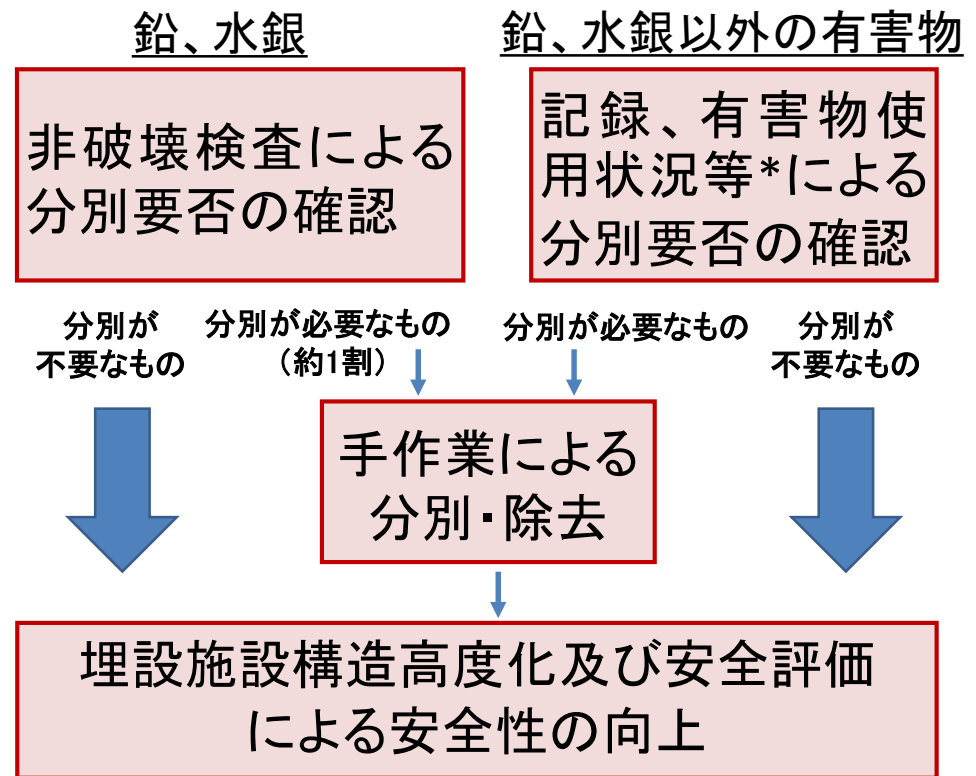 鉛、水銀
鉛、水銀以外の有害物
非破壊検査による
分別要否の確認
記録、有害物使
用状況等*による
分別要否の確認
分別が
不要なもの
分別が必要なもの
（約1割）
分別が必要なもの
分別が
不要なもの
手作業による
分別・除去
埋設施設構造高度化及び安全評価
による安全性の向上